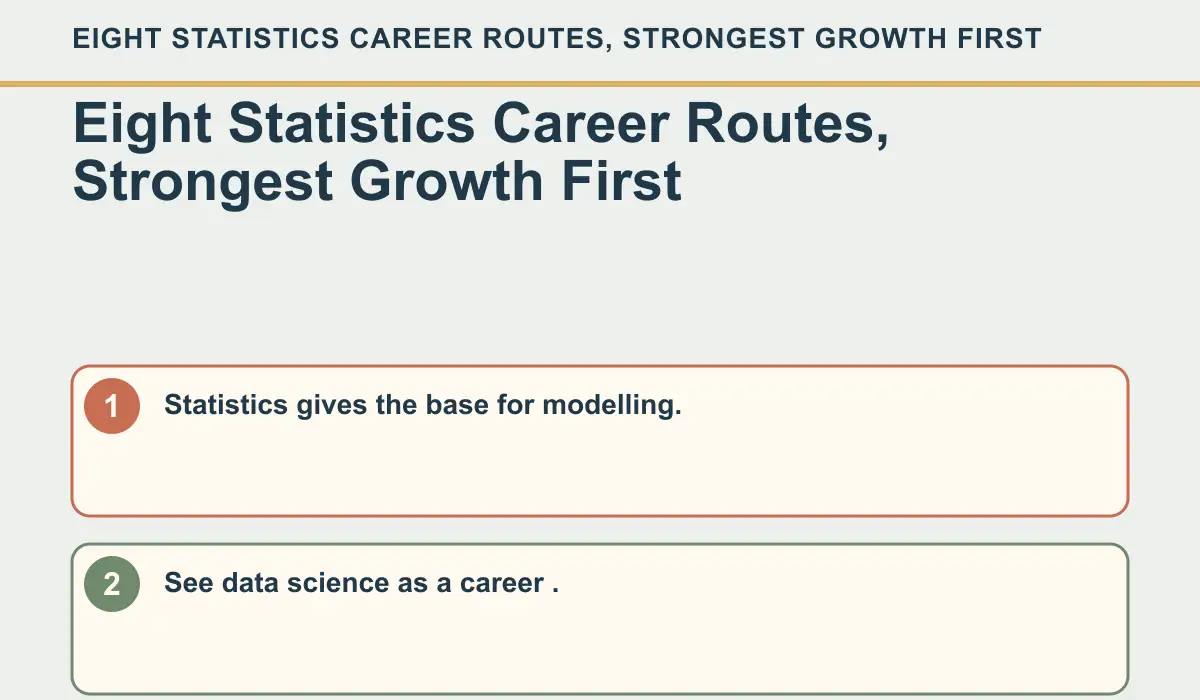 EIGHT STATISTICS CAREER ROUTES, STRONGEST GROWTH FIRST
Eight Statistics Career Routes,
Strongest Growth First
1 Statistics gives the base for modelling.
2 See data science as a career .